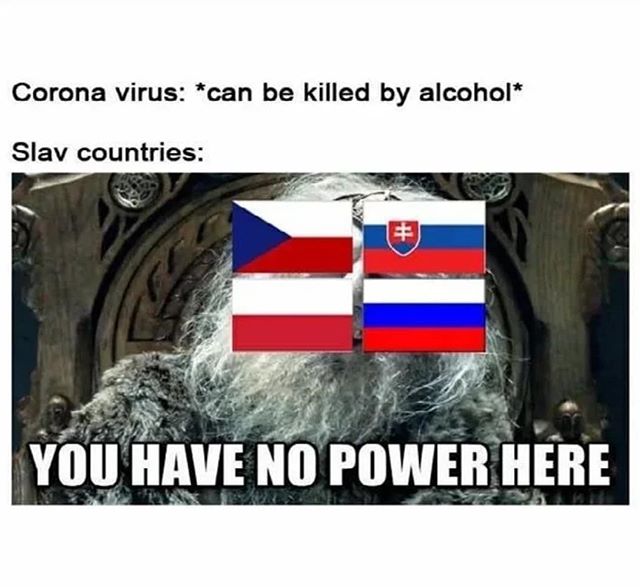 Corona virus: *can be killed by alcohol*
Slav countries:
YOU HAVE NO POWER HERE